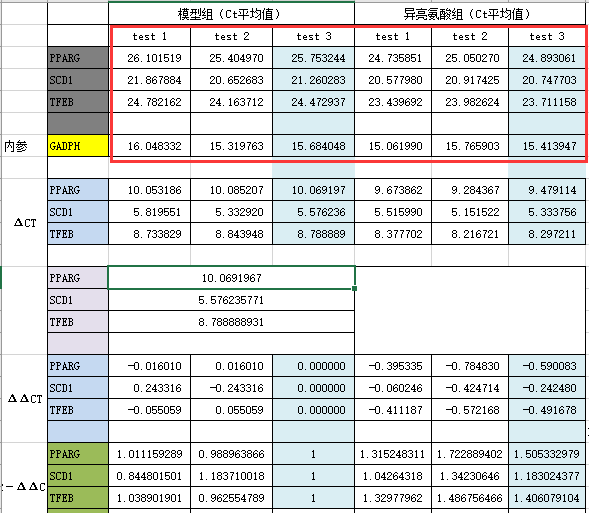 模型组（Ct平均值） 异亮氨酸组（Ct平均值）
test 1 test 2 test 3 test 1 test 2 test 3
PPARG 26.101519 25.404970 25.753244 24.735851 25.050270 24.893061
SCD1 21.867884 20.652683 21.260283 20.577980 20.917425 20.747703
TFEB 24.782162 24.163712 24.472937 23.439692 23.982624 23.711158
内参 GADPH 16.048332 15.319763 15.684048 15.061990 15.765903 15.413947
PPARG 10.053186 10.085207 10.069197 9.673862 9.284367 9.479114
ΔCT SCD1 5.819551 5.332920 5.576236 5.515990 5.151522 5.333756
TFEB 8.733829 8.843948 8.788889 8.377702 8.216721 8.297211
PPARG 10.0691967
SCD1 5.576235771
TFEB 8.788888931
PPARG -0.016010 0.016010 0.000000 -0.395335 -0.784830 -0.590083
ΔΔCT SCD1 0.243316 -0.243316 0.000000 -0.060246 -0.424714 -0.242480
TFEB -0.055059 0.055059 0.000000 -0.411187 -0.572168 -0.491678
PPARG 1.011159289 0.988963866 1 1.315248311 1.722889402 1.505332979
SCD1 0.844801501 1.183710018 1 1.04264318 1.34230646 1.183024377
-ΔΔC TFEB 1.038901901 0.962554789 1 1.32977962 1.486756466 1.406079104